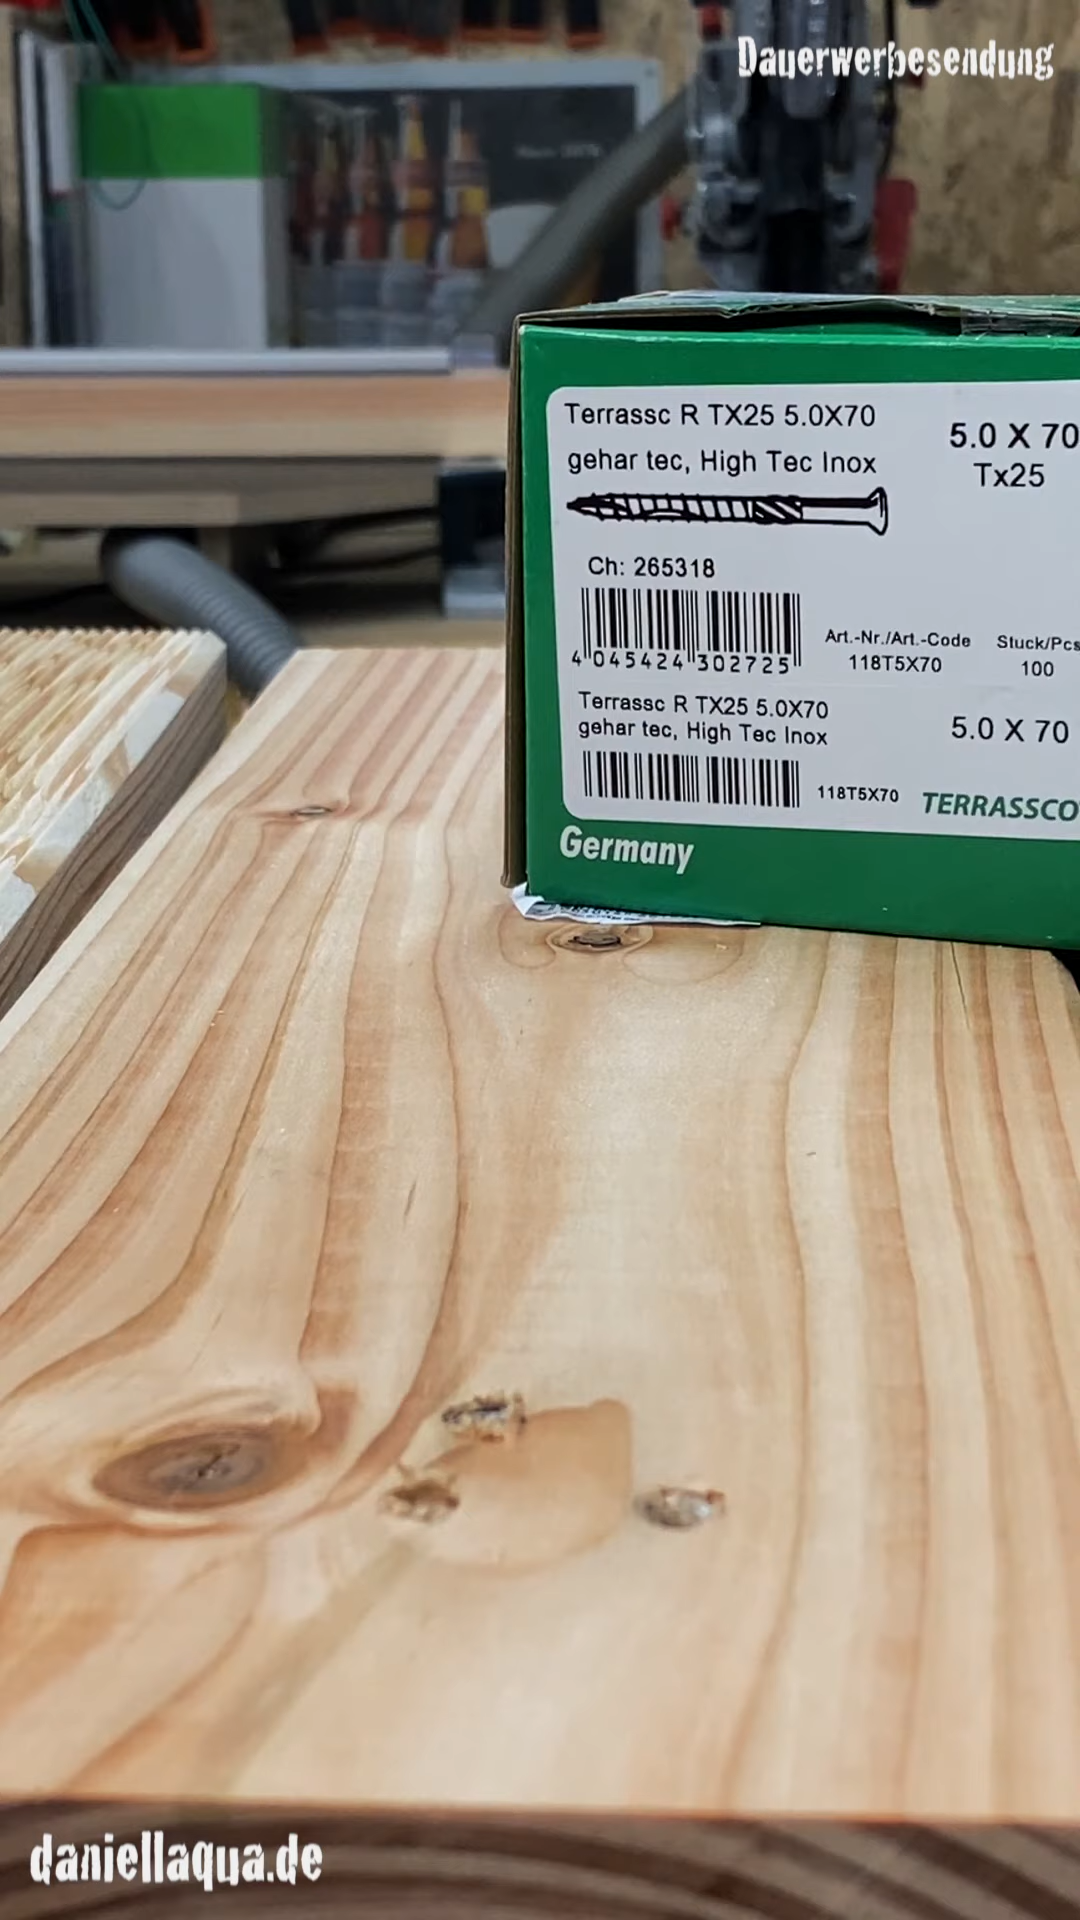 Dauerwerbesendung
Terrassc R TX25 5.0X70
gehar tec, High Tec Inox
5.0 X 70
Tx25
Ch: 265318
4 045424 302725
Art.-Nr./Art.-Code
118T5X70
Stuck/Pcs
100
Terrassc R TX25 5.0X70
gehar tec, High Tec Inox
5.0 X 70
118T5X70
TERRASSCO
Germany
daniellaqua.de